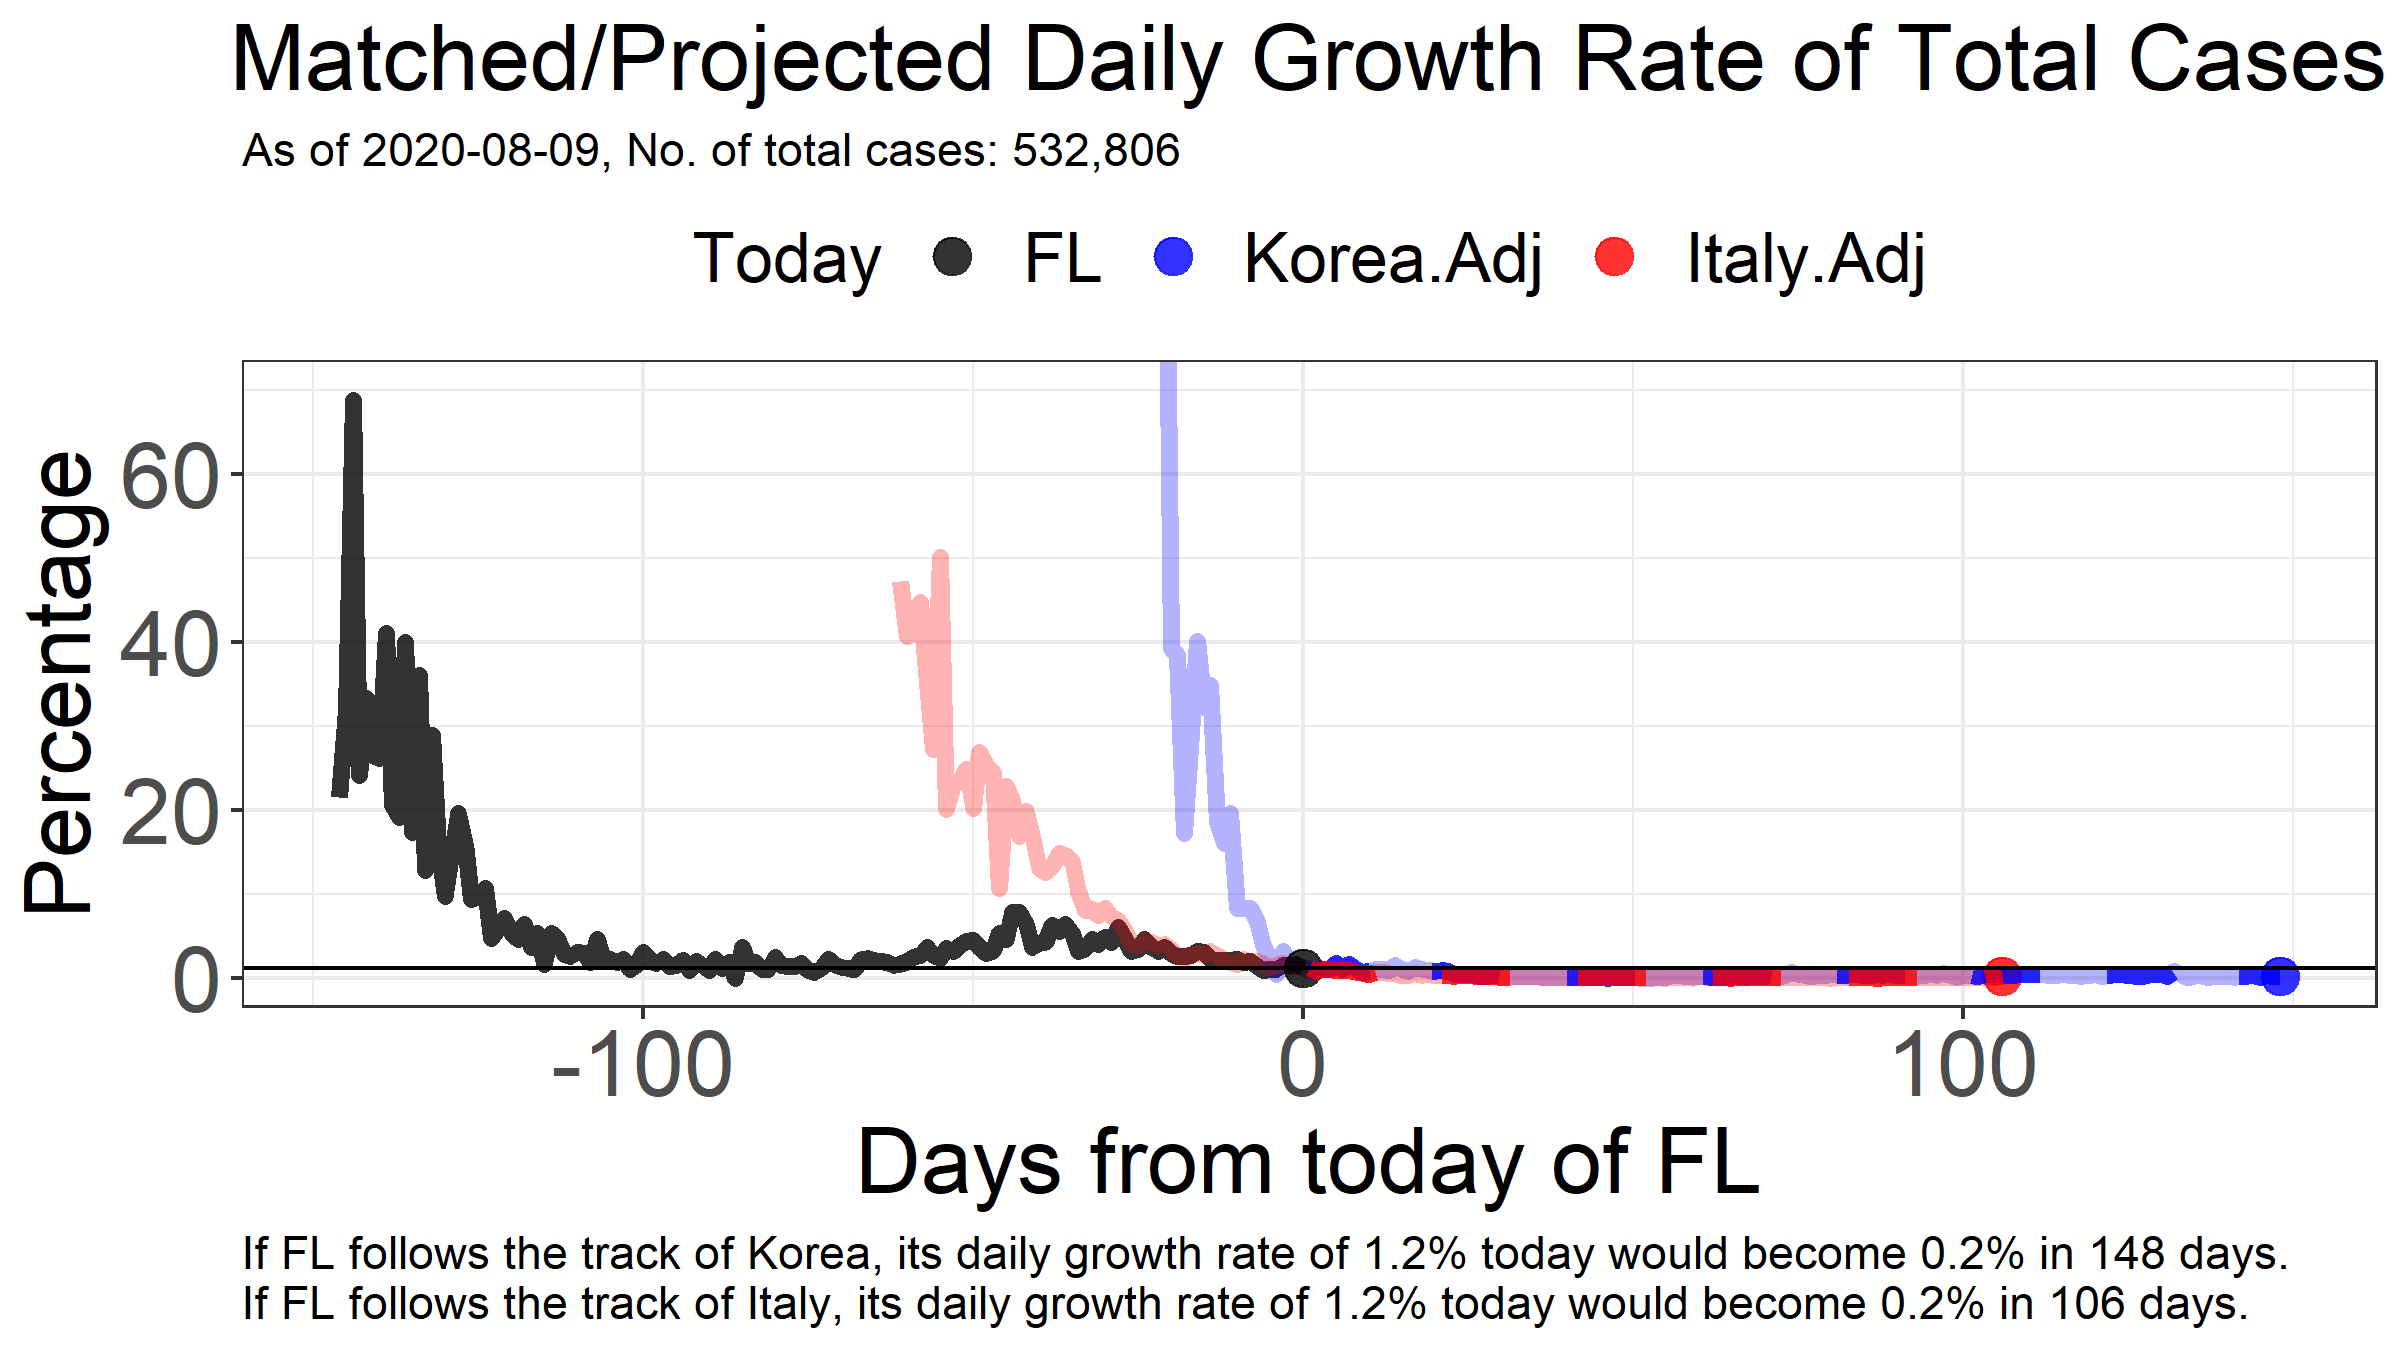 Matched/Projected Daily Growth Rate of Total Cases
As of 2020-08-09, No. of total cases: 532,806
Today FL Korea.Adj Italy.Adj
Percentage
60
40
20
0
-100 0 100
Days from today of FL
If FL follows the track of Korea, its daily growth rate of 1.2% today would become 0.2% in 148 days.
If FL follows the track of Italy, its daily growth rate of 1.2% today would become 0.2% in 106 days.